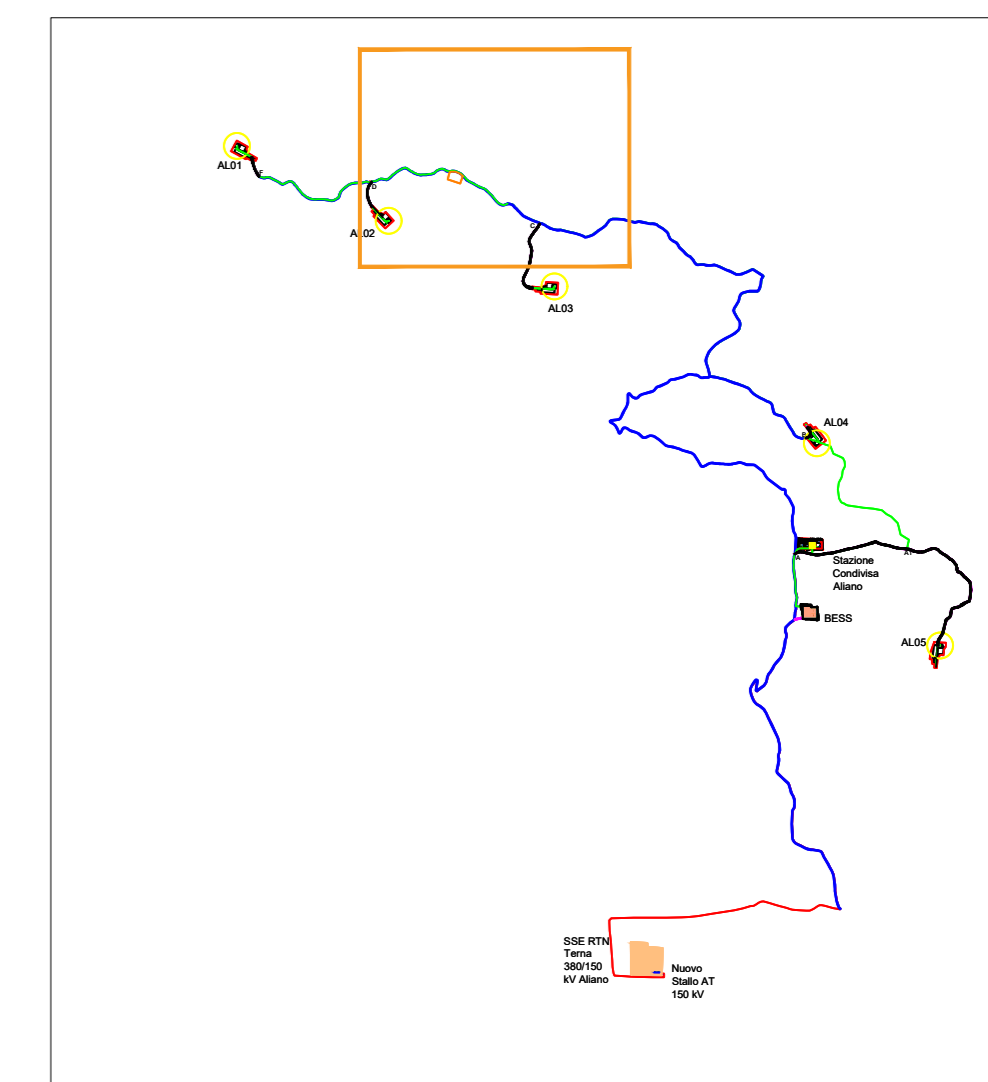 AL01
F
D
AL02
C
AL03
AL04
B
A1
A
Stazione
Condivisa
Aliano
BESS
AL05
SSE RTN
Terna
380/150
kV Aliano
Nuovo
Stallo AT
150 kV